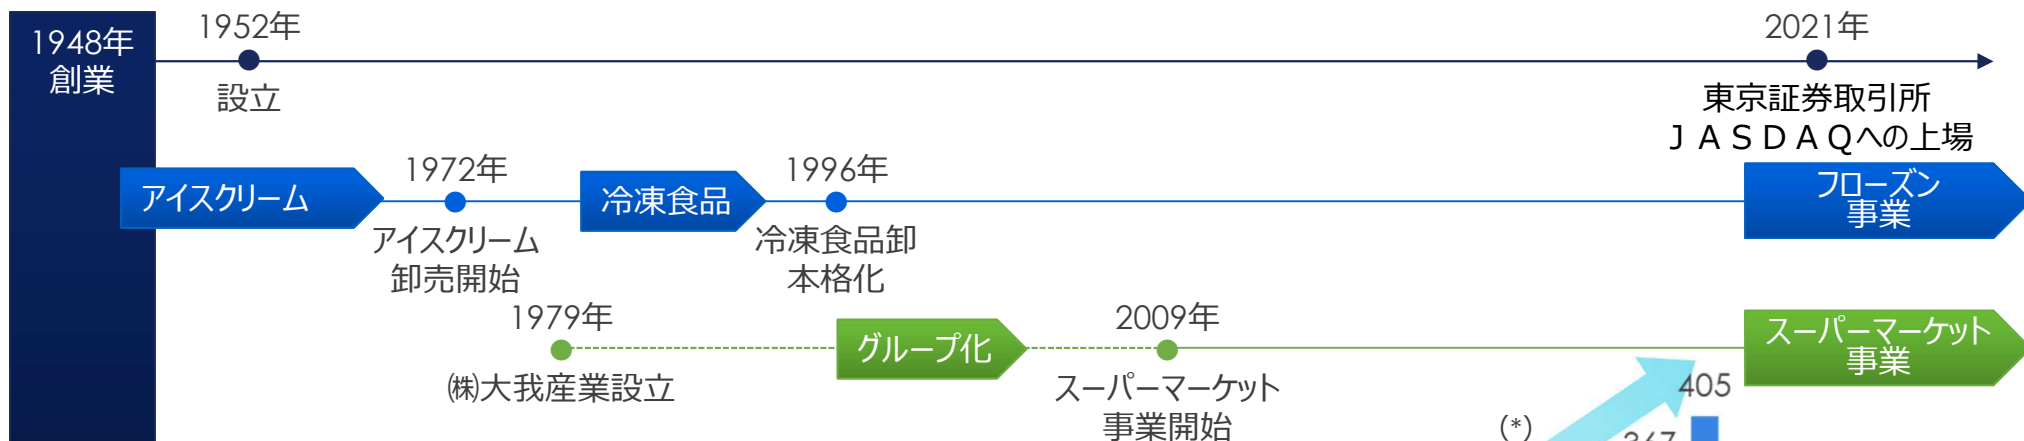 1948年
創業
1952年
設立
2021年
東京証券取引所
ＪＡＳＤＡＱへの上場
アイスクリーム
1972年
アイスクリーム
卸売開始
冷凍食品
1996年
冷凍食品卸
本格化
フローズン
事業
1979年
㈱大我産業設立
グループ化
2009年
スーパーマーケット
事業開始
スーパーマーケット
事業
405
(*)
367